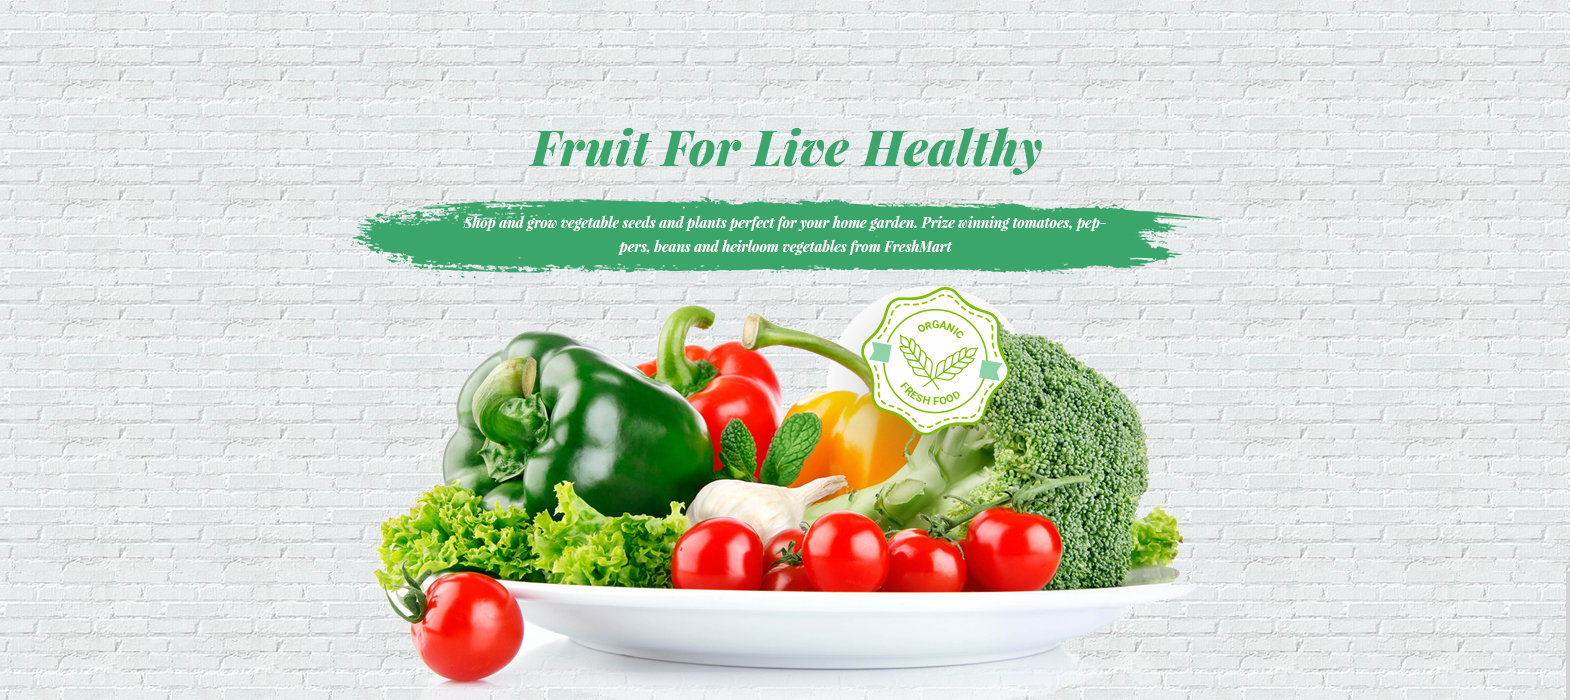 Fruit For Live Healthy
Shop and grow vegetable seeds and plants perfect for your home garden. Prize winning tomatoes, pep-
pers, beans and heirloom vegetables from FreshMart
ORGANIC
FRESH FOOD